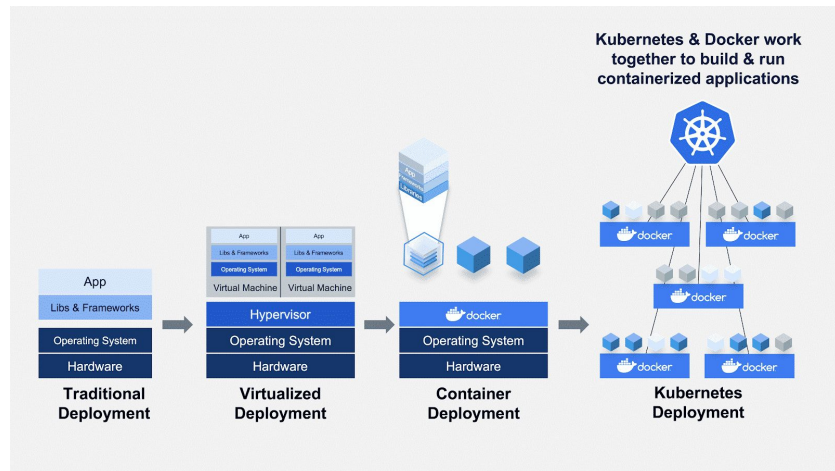 Kubernetes & Docker work
together to build & run
containerized applications
App
Libs & Frameworks
Operating System
Hardware
Traditional
Deployment
App
Libs & Frameworks
Operating System
Virtual Machine
App
Libs & Frameworks
Operating System
Virtual Machine
Hypervisor
Operating System
Hardware
Virtualized
Deployment
App
Frameworks
Libraries
docker
Operating System
Hardware
Container
Deployment
docker
docker
docker
docker
docker
Kubernetes
Deployment